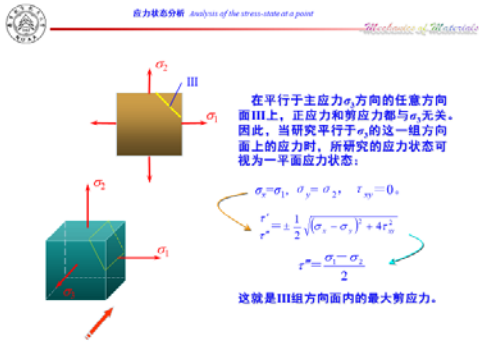 应力状态分析 Analysis of the stress-state at a point
Mechanics of Materials
σ₂
III
σ₁
在平行于主应力σ₃方向的任意方向
面III上，正应力和剪应力都与σ₃无关。
因此，当研究平行于σ₃的这一组方向
面上的应力时，所研究的应力状态可
视为一平面应力状态：
σₓ=σ₁， σ_y= σ₂， τ_xy=0。
τ′
τ″ =± 1/2 √((σₓ − σ_y)² + 4τ²_xy)
τ‴= (σ₁−σ₂)/2
这就是III组方向面内的最大剪应力。
σ₂
σ₁
σ₃